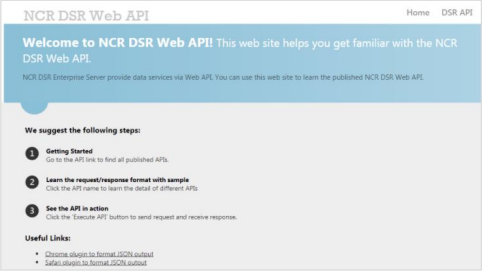 NCR DSR Web API
Home DSR API
Welcome to NCR DSR Web API! This web site helps you get familiar with the NCR
DSR Web API.
NCR DSR Enterprise Server provide data services via Web API. You can use this web site to learn the published NCR DSR Web API.
We suggest the following steps:
1 Getting Started
Go to the API link to find all published APIs.
2 Learn the request/response format with sample
Click the API name to learn the detail of different APIs
3 See the API in action
Click the 'Execute API' button to send request and receive response.
Useful Links:
Chrome plugin to format JSON output
Safari plugin to format JSON output